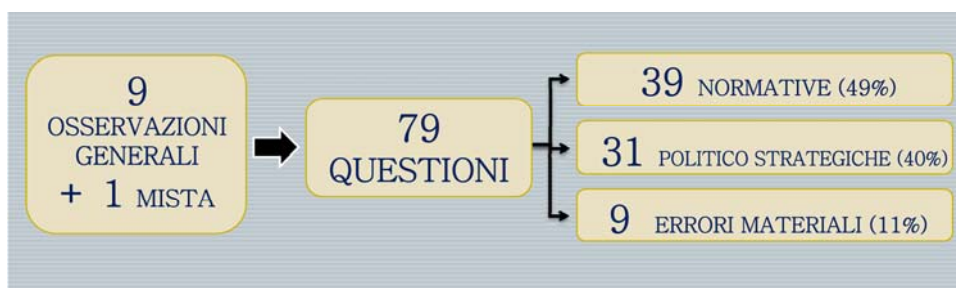 9
OSSERVAZIONI
GENERALI
+ 1 MISTA
79
QUESTIONI
39 NORMATIVE (49%)
31 POLITICO STRATEGICHE (40%)
9 ERRORI MATERIALI (11%)